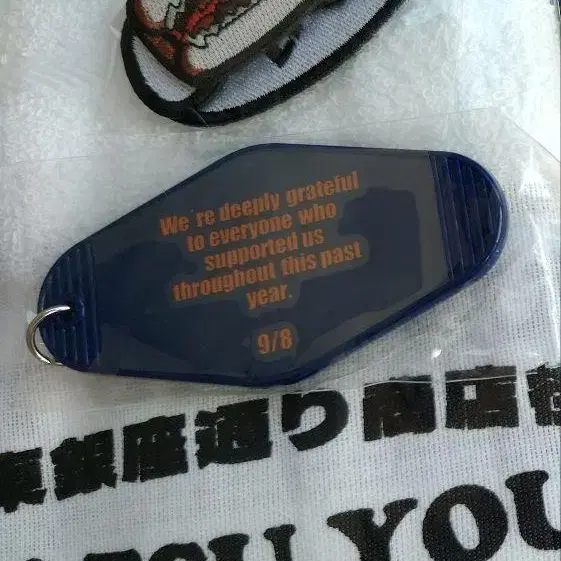 We're deeply grateful
to everyone who
supported us
throughout this past
year.
9/8
東銀座通り商店
YOU